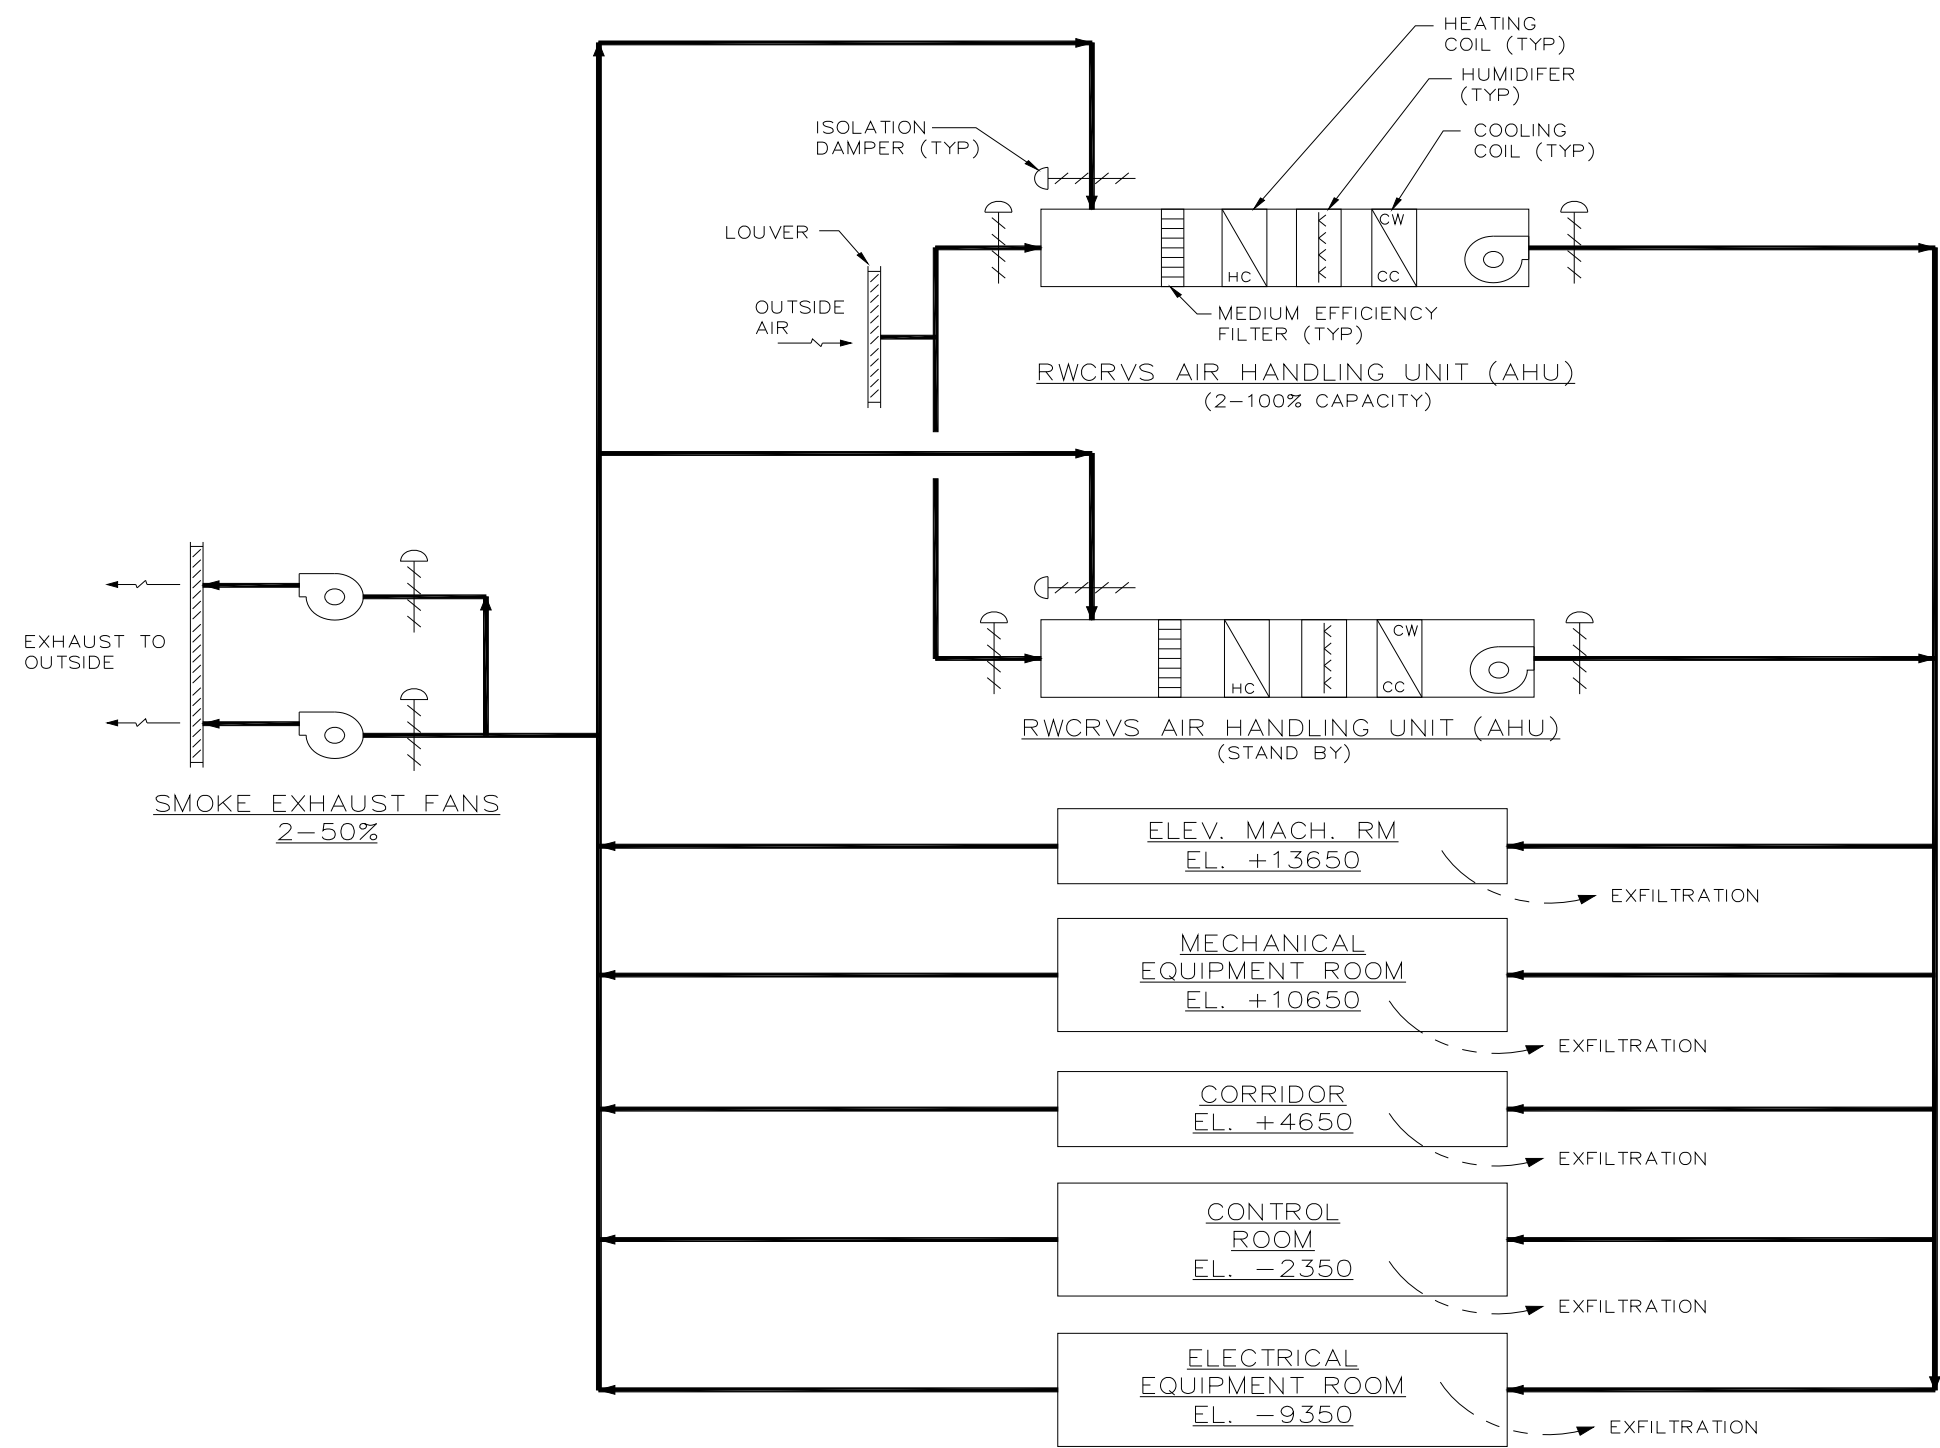 HEATING
COIL (TYP)
HUMIDIFER
(TYP)
ISOLATION
DAMPER (TYP)
COOLING
COIL (TYP)
LOUVER
CW
HC
CC
OUTSIDE
AIR
MEDIUM EFFICIENCY
FILTER (TYP)
RWCRVS AIR HANDLING UNIT (AHU)
(2-100% CAPACITY)
EXHAUST TO
OUTSIDE
CW
HC
CC
RWCRVS AIR HANDLING UNIT (AHU)
(STAND BY)
SMOKE EXHAUST FANS
2-50%
ELEV. MACH. RM
EL. +13650
EXFILTRATION
MECHANICAL
EQUIPMENT ROOM
EL. +10650
EXFILTRATION
CORRIDOR
EL. +4650
EXFILTRATION
CONTROL
ROOM
EL. -2350
EXFILTRATION
ELECTRICAL
EQUIPMENT ROOM
EL. -9350
EXFILTRATION